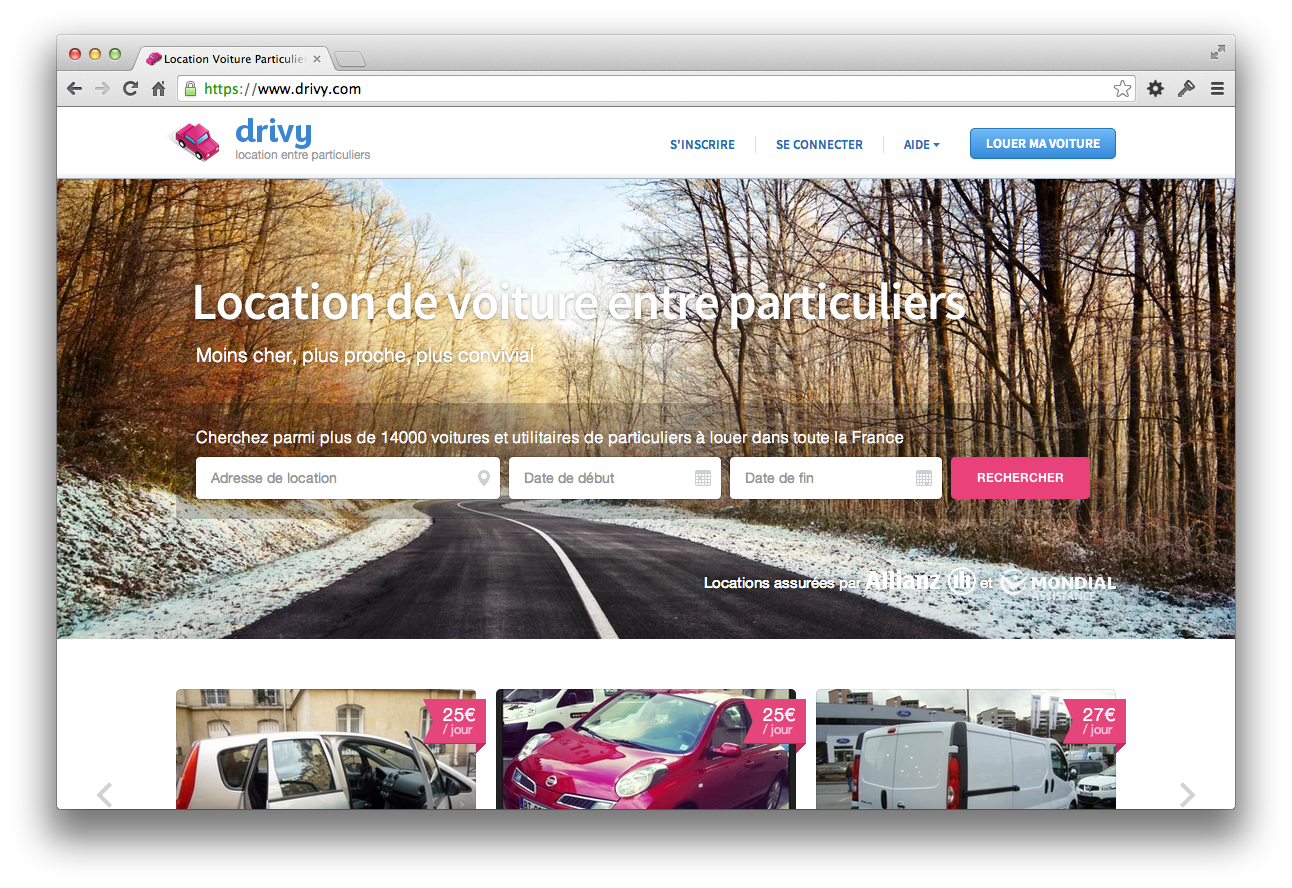 Location Voiture Particulie
https://www.drivy.com
drivy
location entre particuliers
S'INSCRIRE
SE CONNECTER
AIDE
LOUER MA VOITURE
Location de voiture entre particuliers
Moins cher, plus proche, plus convivial
Cherchez parmi plus de 14000 voitures et utilitaires de particuliers à louer dans toute la France
Adresse de location
Date de début
Date de fin
RECHERCHER
Locations assurées par Allianz et MONDIAL
ASSISTANCE
25€
/ jour
25€
/ jour
27€
/ jour